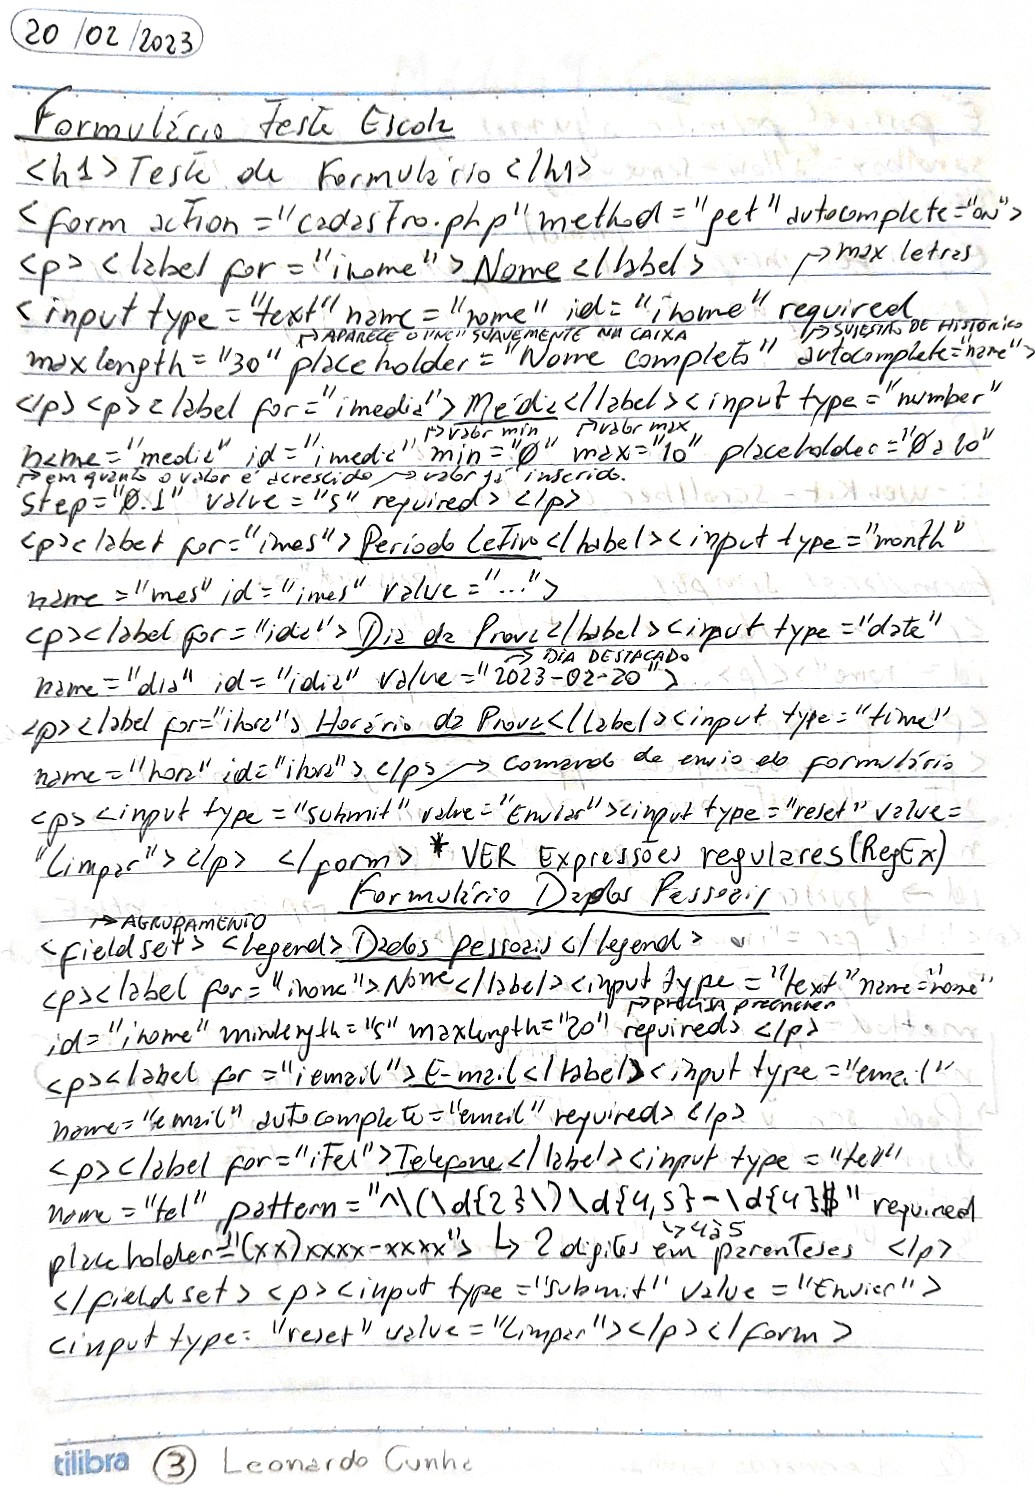 20/02/2023
Formulário Teste Escola
<h1>Teste de Formulário</h1>
<form action="cadastro.php" method="get" autocomplete="on">
<p><label for="inome">Nome</label> ↱max letras
<input type="text" name="nome" id="inome" required
↱APARECE O "NC" SUAVEMENTE NA CAIXA ↱SUJESTÃO DE HISTÓRICO
maxlength="30" placeholder="Nome completo" autocomplete="name">
</p><p><label for="imedia">Média</label><input type="number"
↱valor min ↱valor max
name="media" id="imedia" min="0" max="10" placeholder="0 a 10"
↱em quanto o valor é acrescido → valor já inserido.
step="0.1" value="5" required></p>
<p><label for="imes">Período Letivo</label><input type="month"
name="mes" id="imes" value="...">
<p><label for="idia">Dia da Prova</label><input type="date"
→ DIA DESTACADO
name="dia" id="idia" value="2023-02-20">
<p><label for="ihora">Horário da Prova</label><input type="time"
name="hora" id="ihora"></p> → comando de envio do formulário
<p><input type="submit" value="Enviar"><input type="reset" value=
"Limpar"></p> </form> * VER Expressões regulares (RegEx)
Formulário Dados Pessoais
↱AGRUPAMENTO
<fieldset> <legend>Dados pessoais</legend>
<p><label for="inome">Nome</label><input type="text" name="nome"
↱PRECISA PREENCHER
id="inome" minlength="5" maxlength="20" required></p>
<p><label for="iemail">E-mail</label><input type="email"
name="email" autocomplete="email" required></p>
<p></label for="iTel">Telefone</label><input type="tel"
name="tel", pattern="^\(\d{2}\)\d{4,5}-\d{4}$" required
↳4a5
placeholder="(xx)xxxx-xxxx"> ↳ 2 digitos em parenteses </p>
</fieldset> <p><input type="submit" value="Enviar">
<input type="reset" value="Limpar"></p></form>
tilibra 3 Leonardo Cunha